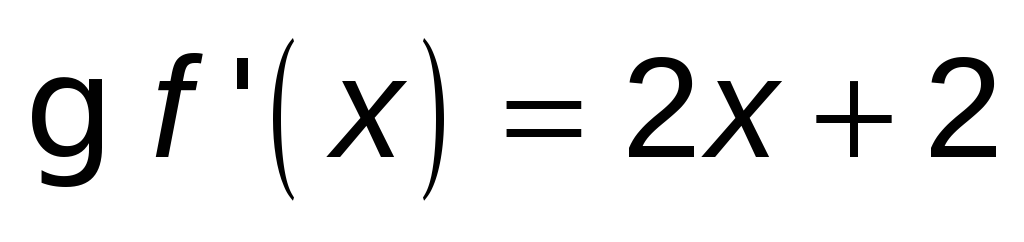 g f'(x) = 2x + 2